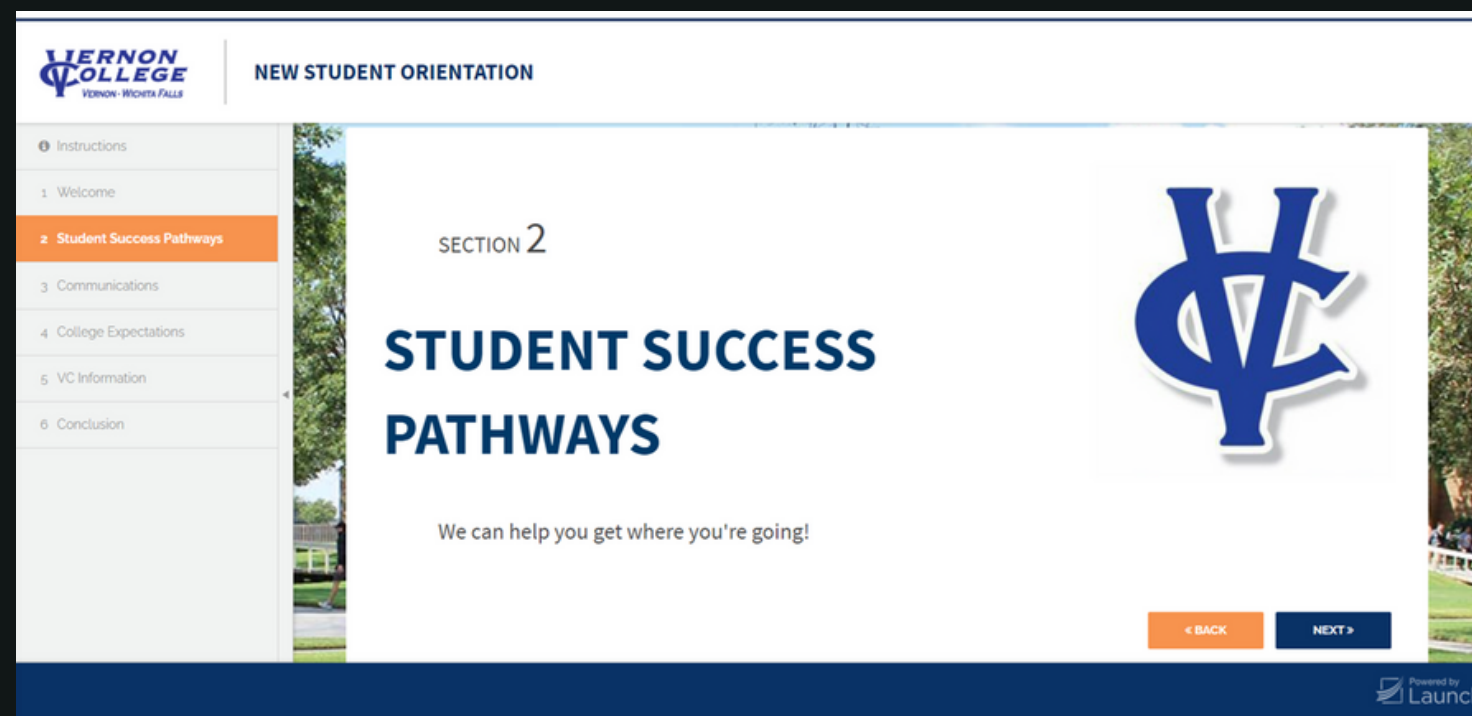 VERNON
COLLEGE
VERNON - WICHITA FALLS
NEW STUDENT ORIENTATION
Instructions
1 Welcome
2 Student Success Pathways
3 Communications
4 College Expectations
5 VC Information
6 Conclusion
SECTION 2
STUDENT SUCCESS
PATHWAYS
We can help you get where you're going!
VC
« BACK
NEXT »
Powered by